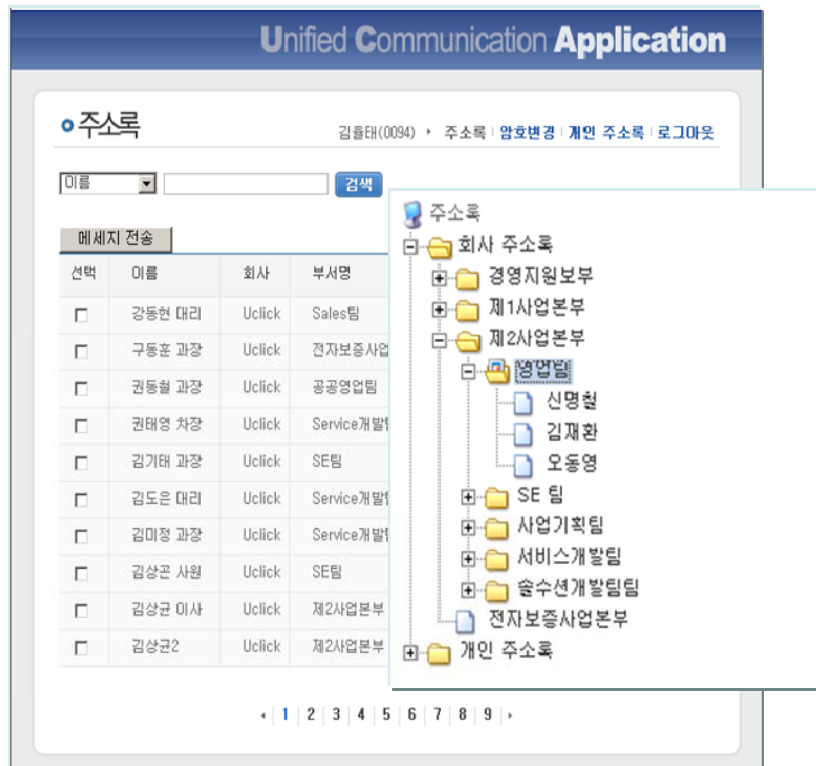 Unified Communication Application
주소록
김을태(0094) 주소록 암호변경 개인 주소록 로그아웃
이름 검색
메세지 전송
선택 이름 회사 부서명
강동현 대리 Uclick Sales팀
구동훈 과장 Uclick 전자보증사업
권동철 과장 Uclick 공공영업팀
권태영 차장 Uclick Service개발팀
김기태 과장 Uclick SE팀
김도은 대리 Uclick Service개발팀
김미정 과장 Uclick Service개발팀
김상곤 사원 Uclick SE팀
김상균 이사 Uclick 제2사업본부
김상균2 Uclick 제2사업본부
1 2 3 4 5 6 7 8 9
주소록
회사 주소록
경영지원보부
제1사업본부
제2사업본부
영업팀
신명철
김재환
오동영
SE 팀
사업기획팀
서비스개발팀
솔수션개발팀팀
전자보증사업본부
개인 주소록